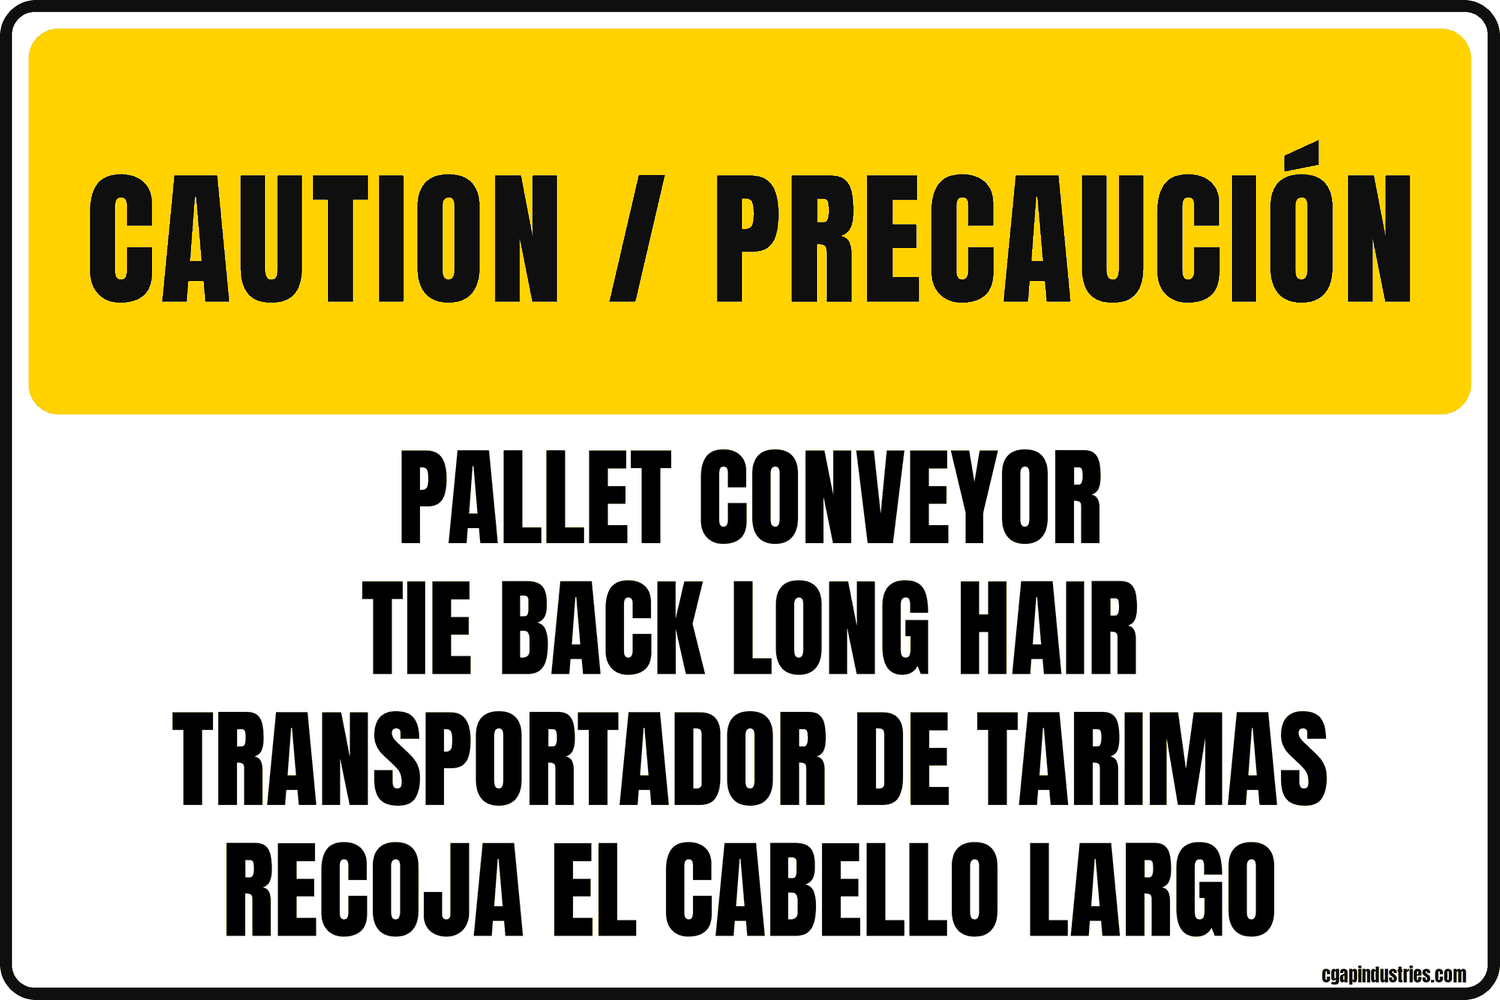 CAUTION / PRECAUCIÓN
PALLET CONVEYOR
TIE BACK LONG HAIR
TRANSPORTADOR DE TARIMAS
RECOJA EL CABELLO LARGO
cgapindustries.com